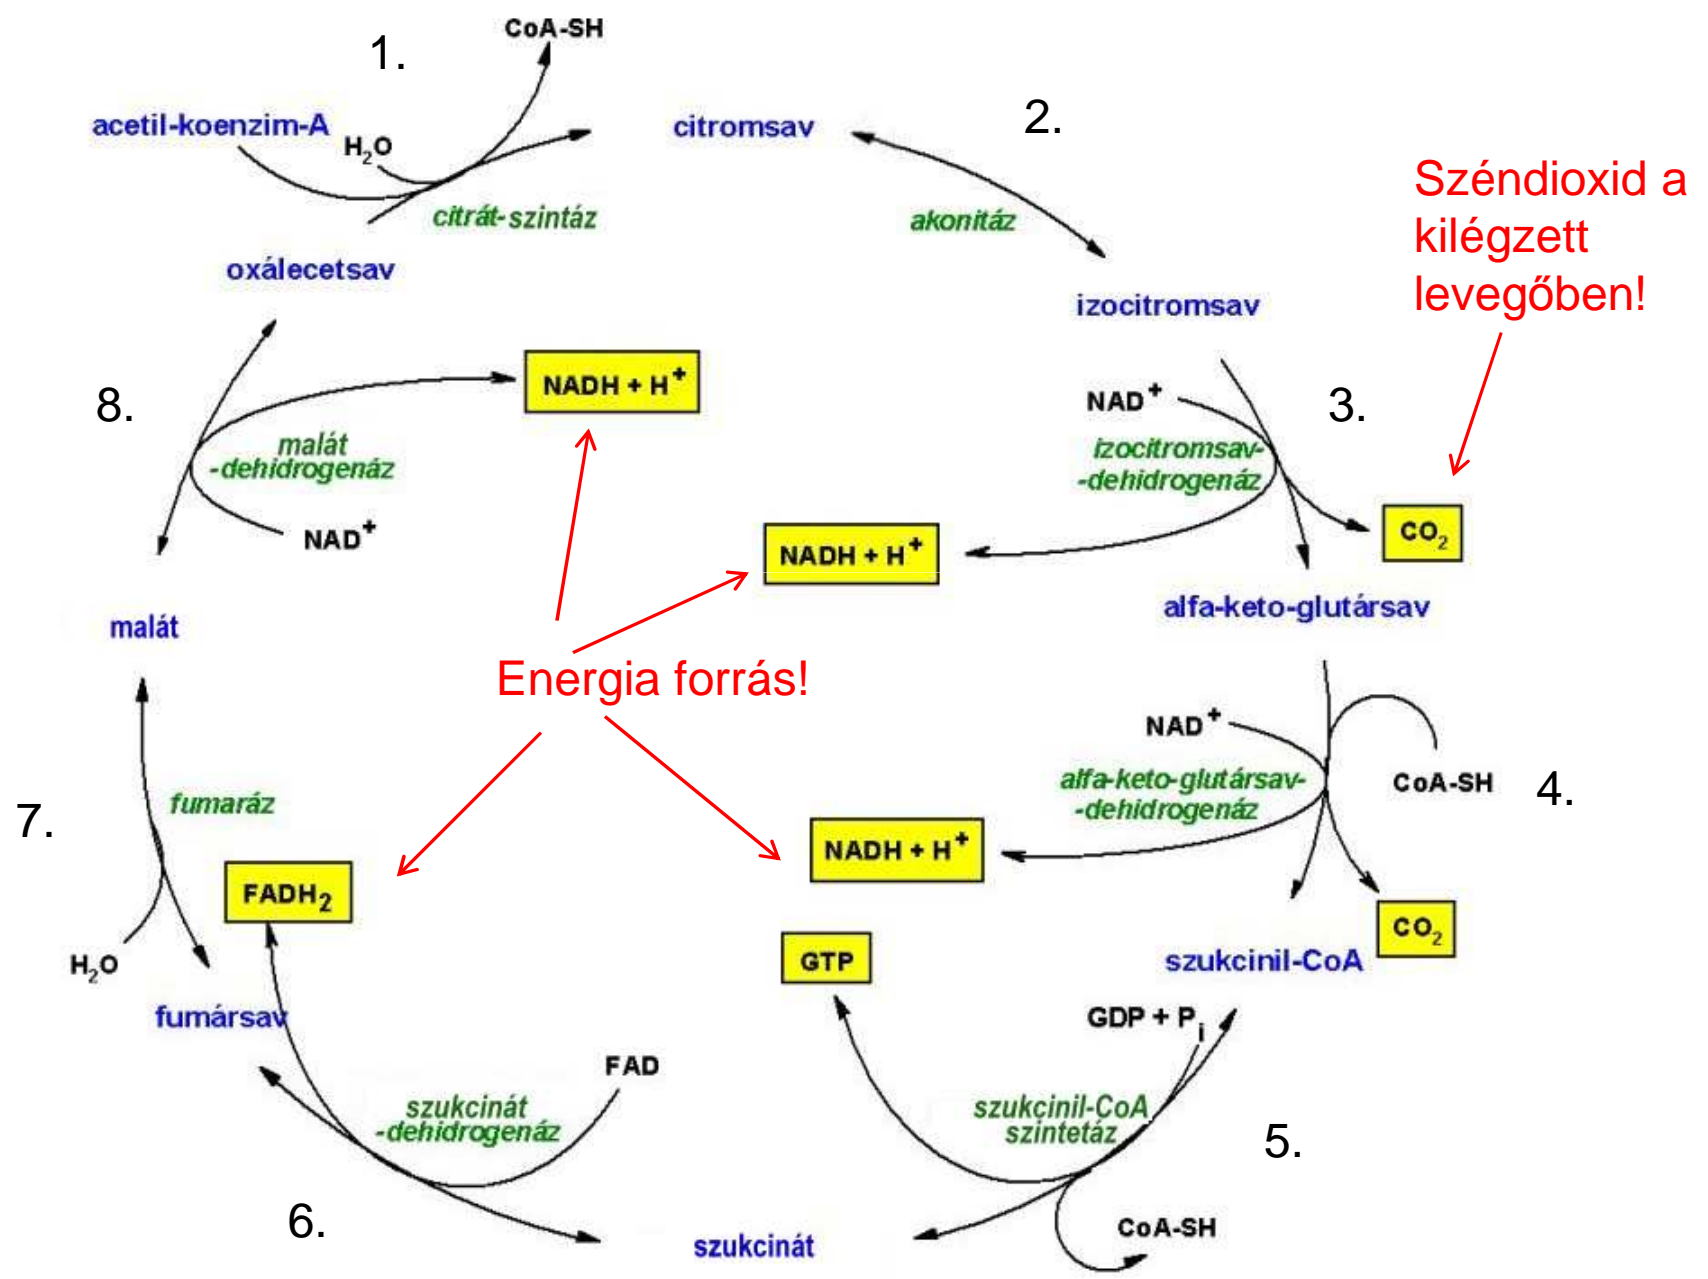 1.
CoA-SH
acetil-koenzim-A
H2O
citromsav
2.
citrát-szintáz
akonitáz
Széndioxid a
kilégzett
levegőben!
oxálecetsav
izocitromsav
8.
NADH + H+
NAD+
3.
malát
-dehidrogenáz
izocitromsav-
-dehidrogenáz
NAD+
NADH + H+
CO2
malát
alfa-keto-glutársav
Energia forrás!
NAD+
7.
fumaráz
alfa-keto-glutársav-
-dehidrogenáz
CoA-SH
4.
NADH + H+
FADH2
H2O
GTP
szukcinil-CoA
CO2
fumársav
GDP + Pi
FAD
szukcinát
-dehidrogenáz
szukcinil-CoA
szintetáz
5.
6.
szukcinát
CoA-SH